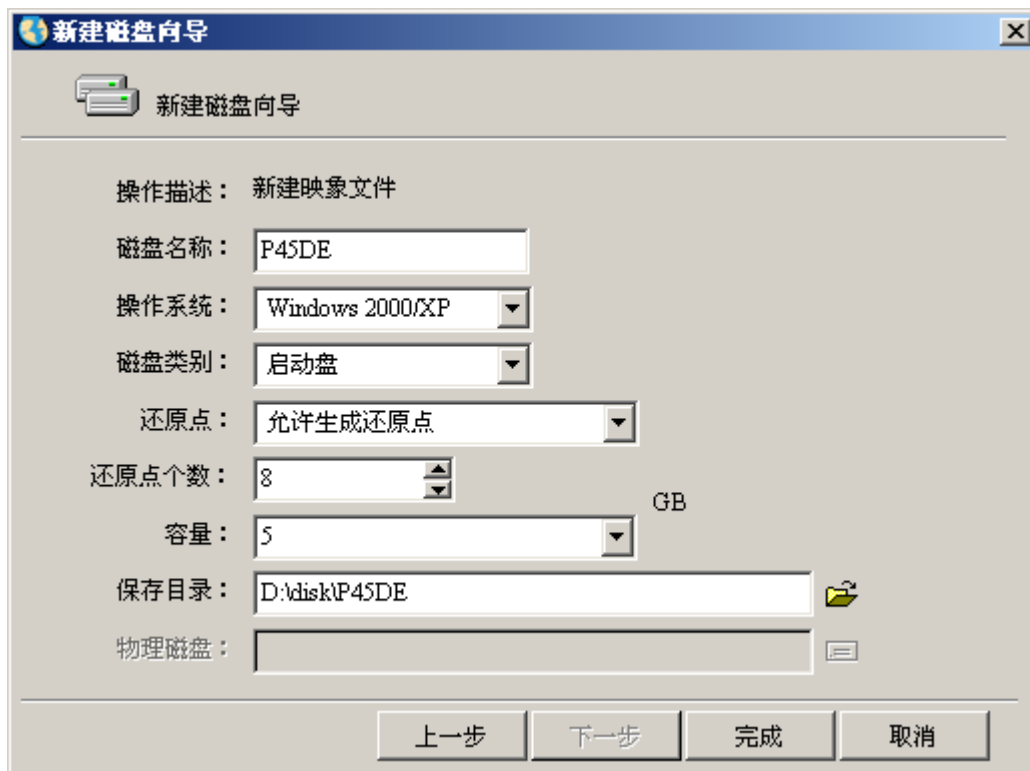 新建磁盘向导
新建磁盘向导
操作描述： 新建映象文件
磁盘名称： P45DE
操作系统： Windows 2000/XP
磁盘类别： 启动盘
还原点： 允许生成还原点
还原点个数： 8
GB
容量： 5
保存目录： D:\disk\P45DE
物理磁盘：
上一步 下一步 完成 取消